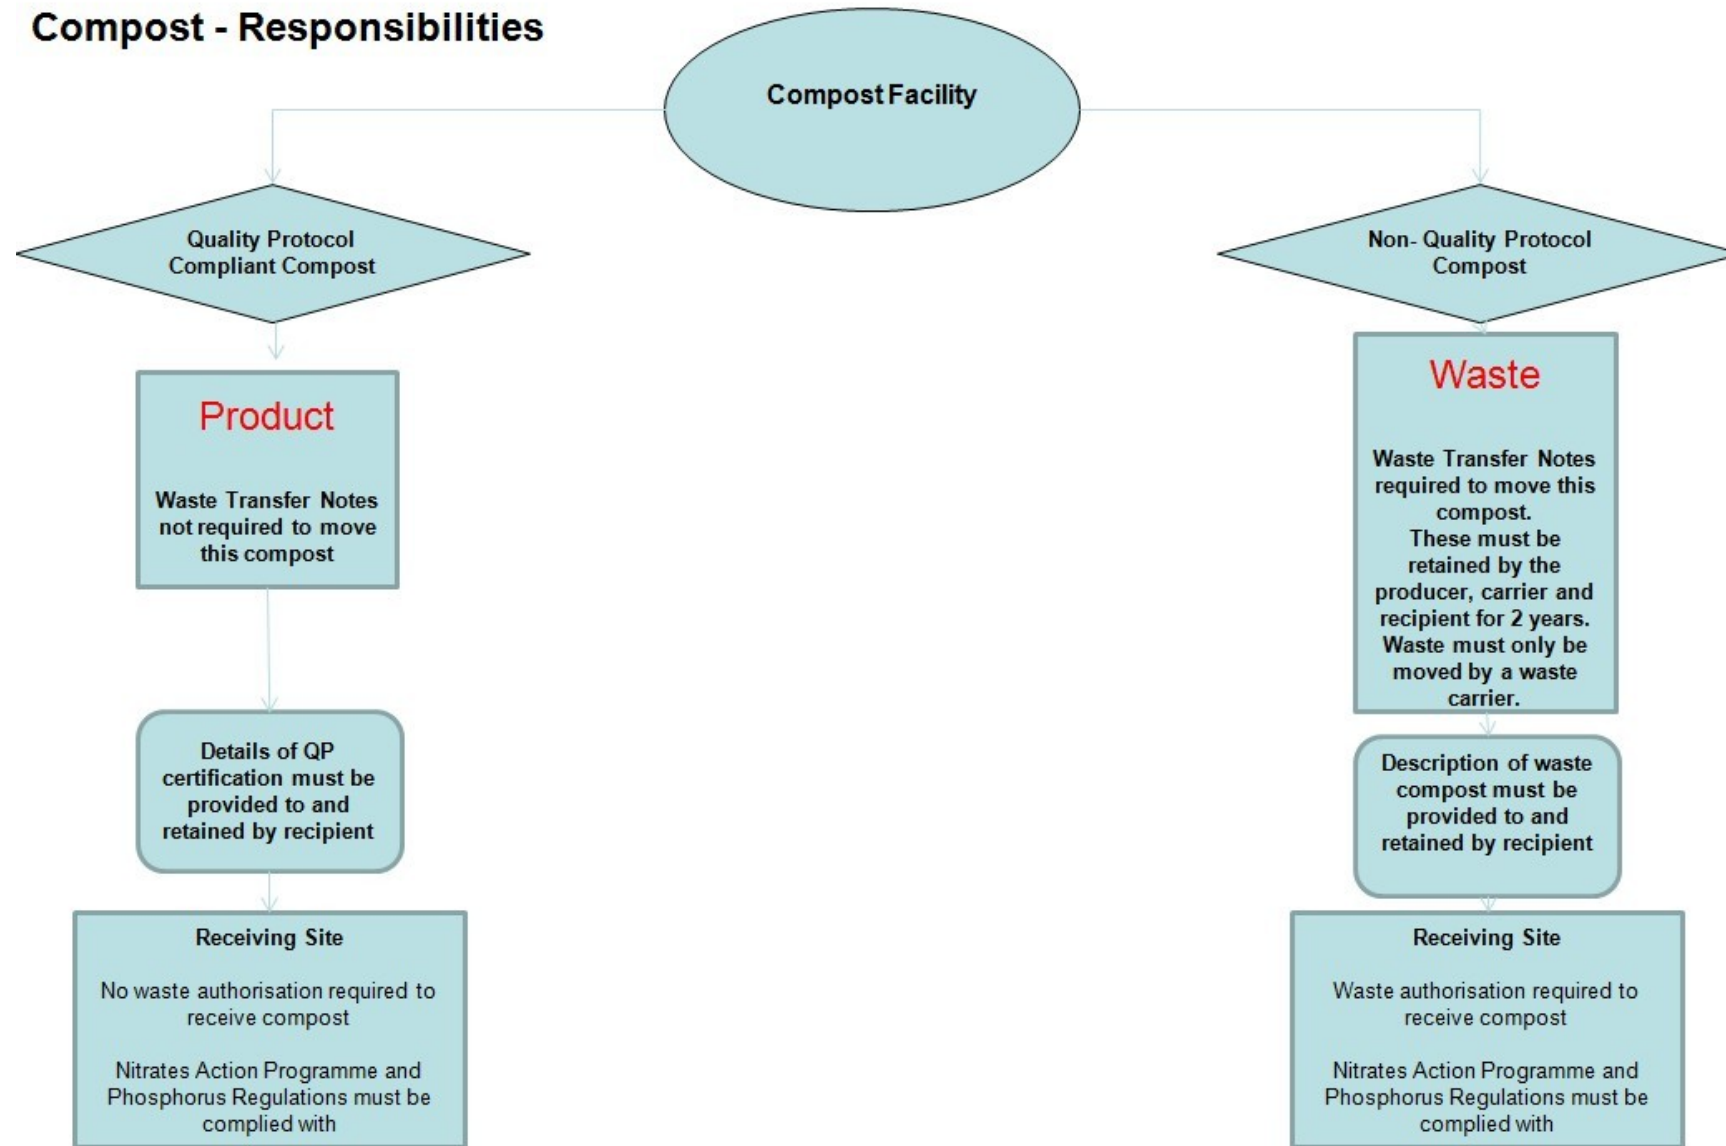 Compost - Responsibilities
Compost Facility
Quality Protocol
Compliant Compost
Product
Waste Transfer Notes
not required to move
this compost
Details of QP
certification must be
provided to and
retained by recipient
Receiving Site
No waste authorisation required to
receive compost
Nitrates Action Programme and
Phosphorus Regulations must be
complied with
Non- Quality Protocol
Compost
Waste
Waste Transfer Notes
required to move this
compost.
These must be
retained by the
producer, carrier and
recipient for 2 years.
Waste must only be
moved by a waste
carrier.
Description of waste
compost must be
provided to and
retained by recipient
Receiving Site
Waste authorisation required to
receive compost
Nitrates Action Programme and
Phosphorus Regulations must be
complied with